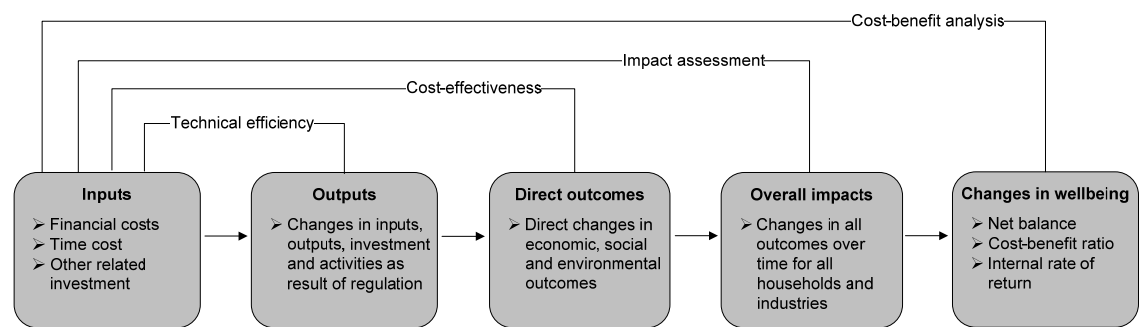 Cost-benefit analysis
Impact assessment
Cost-effectiveness
Technical efficiency
Inputs
➢ Financial costs
➢ Time cost
➢ Other related
investment
Outputs
➢ Changes in inputs,
outputs, investment
and activities as
result of regulation
Direct outcomes
➢ Direct changes in
economic, social
and environmental
outcomes
Overall impacts
➢ Changes in all
outcomes over
time for all
households and
industries
Changes in wellbeing
➢ Net balance
➢ Cost-benefit ratio
➢ Internal rate of
return